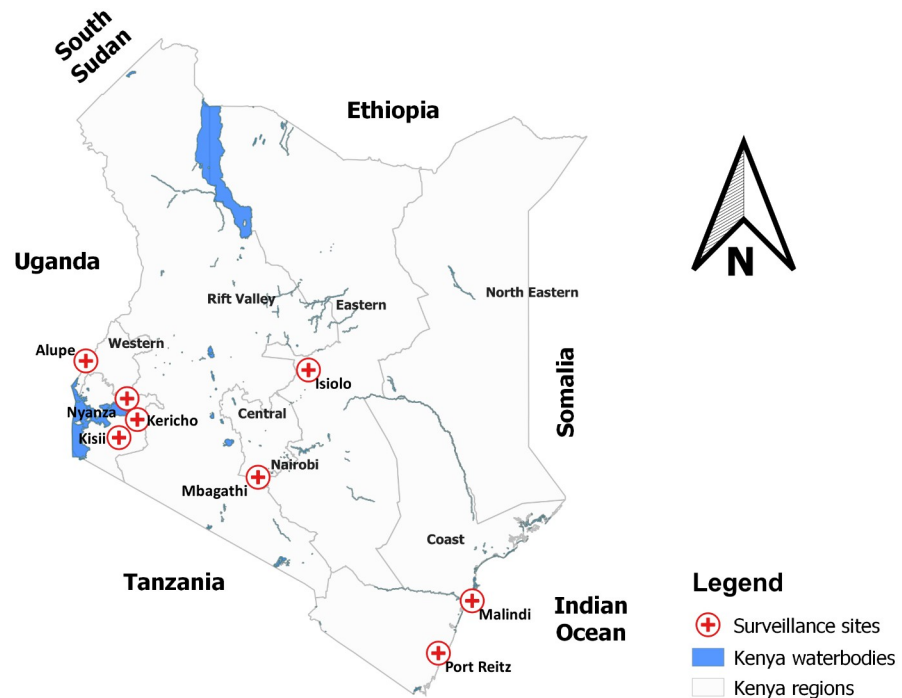 South
Sudan
Ethiopia
Uganda
N
Rift Valley
Eastern
North Eastern
Western
Alupe
Isiolo
Somalia
Nyanza
Kericho
Central
Kisii
Nairobi
Mbagathi
Coast
Tanzania
Malindi
Indian
Ocean
Port Reitz
Legend
Surveillance sites
Kenya waterbodies
Kenya regions